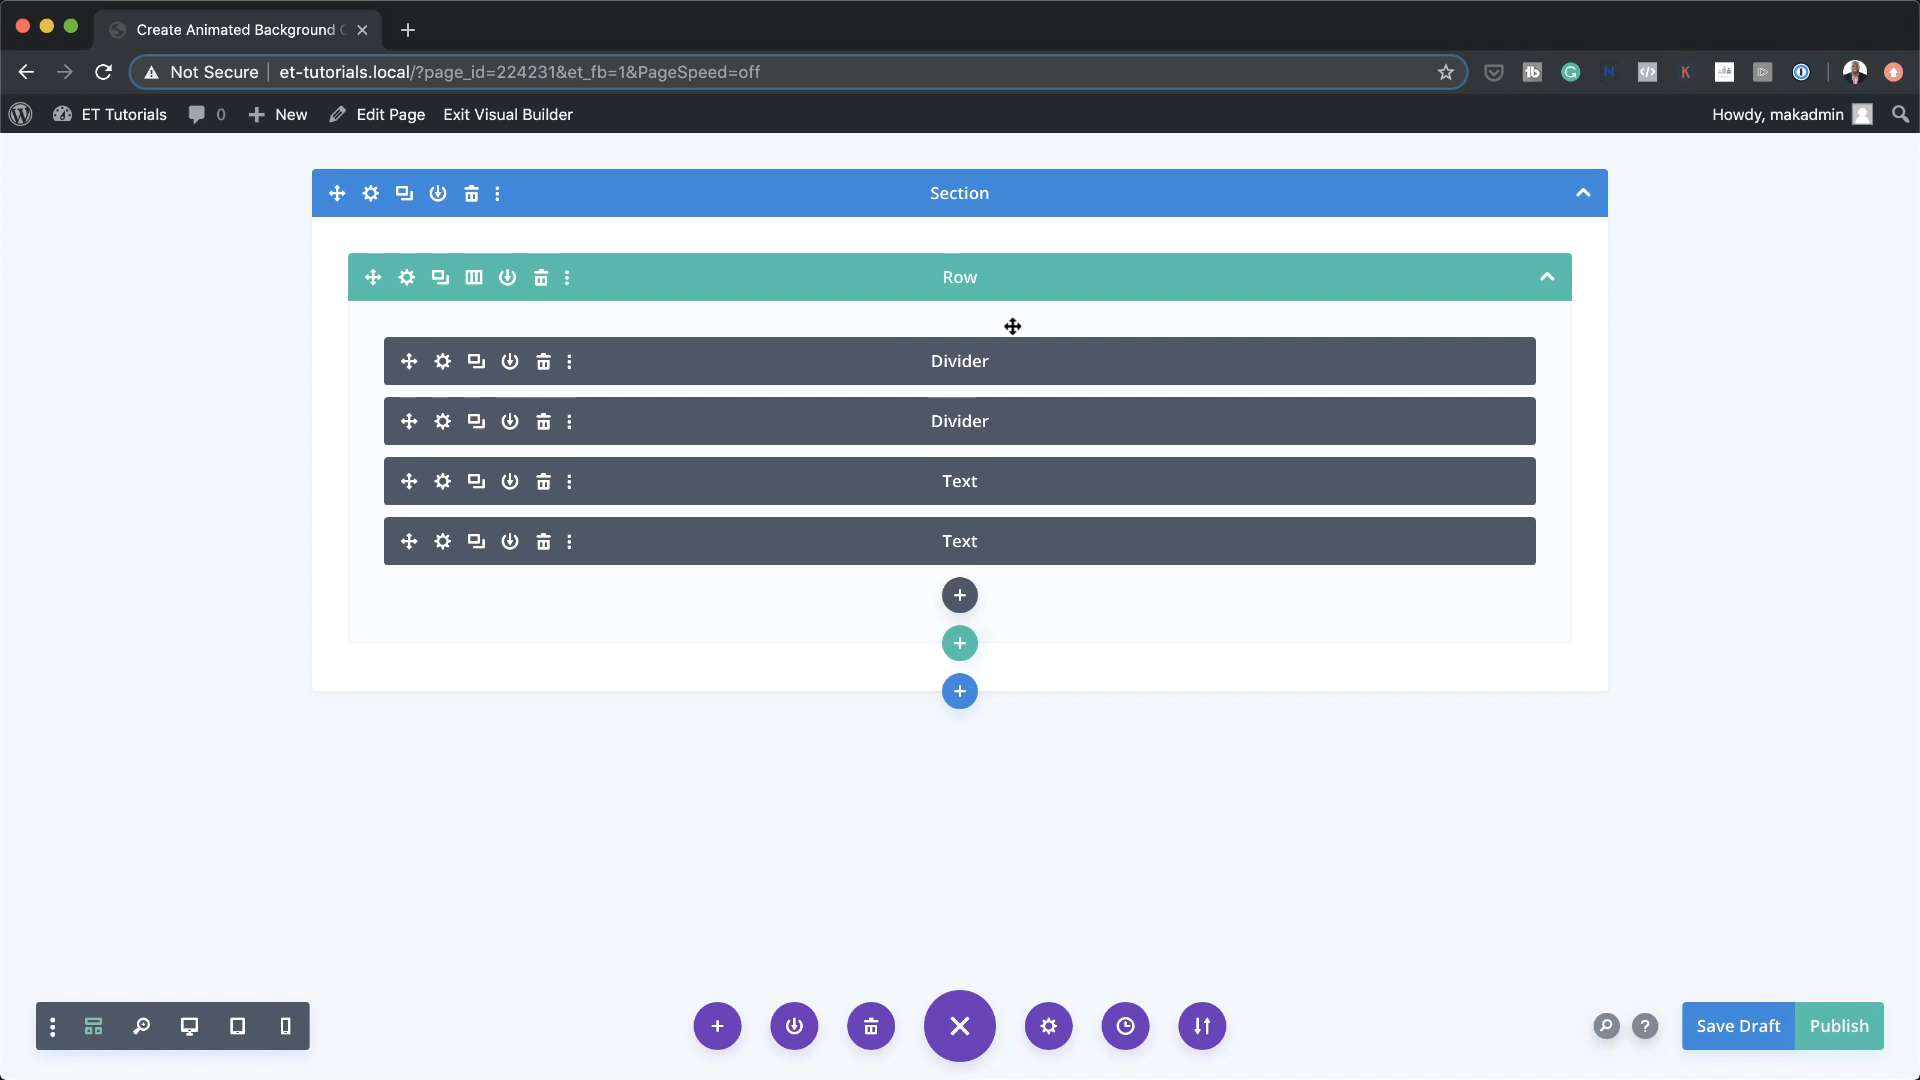 Create Animated Background
Not Secure
et-tutorials.local/?page_id=224231&et_fb=1&PageSpeed=off
ET Tutorials
0
New
Edit Page
Exit Visual Builder
Howdy, makadmin
Section
Row
Divider
Divider
Text
Text
Save Draft
Publish